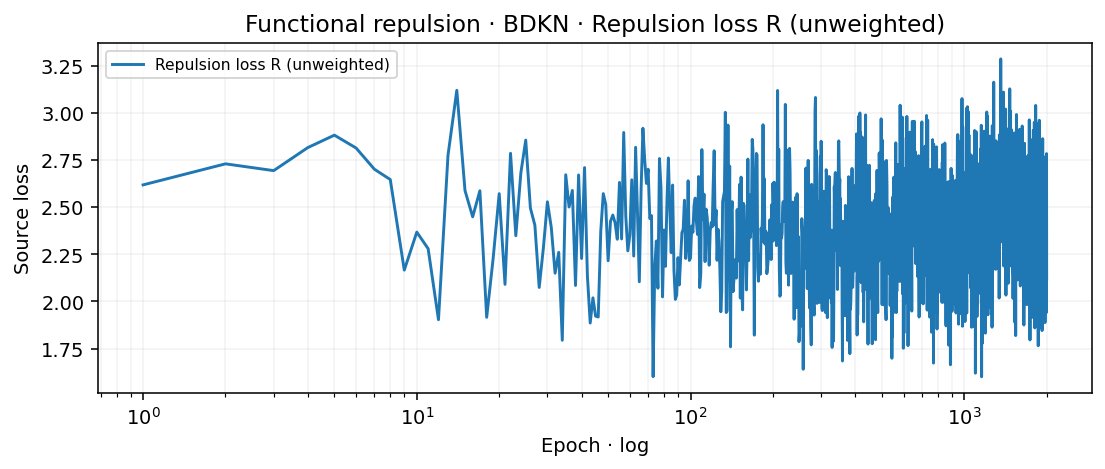 Functional repulsion · BDKN · Repulsion loss R (unweighted)
Repulsion loss R (unweighted)
Source loss
3.25
3.00
2.75
2.50
2.25
2.00
1.75
10⁰ 10¹ 10² 10³
Epoch · log